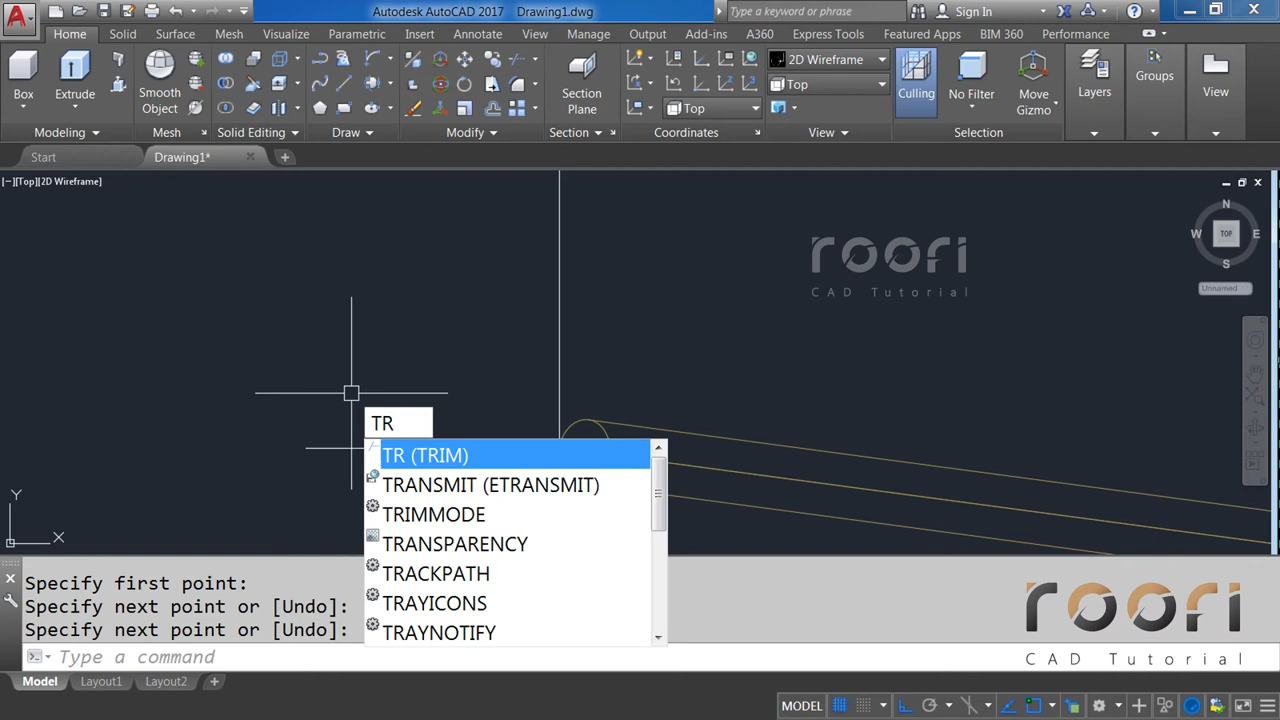 Autodesk AutoCAD 2017 Drawing1.dwg
Type a keyword or phrase
Sign In
Home Solid Surface Mesh Visualize Parametric Insert Annotate View Manage Output Add-ins A360 Express Tools Featured Apps BIM 360 Performance
Box
Extrude
Smooth
Object
Section
Plane
2D Wireframe
Top
Top
Culling
No Filter
Move
Gizmo
Layers
Groups
View
Modeling
Mesh
Solid Editing
Draw
Modify
Section
Coordinates
View
Selection
Start
Drawing1*
[−][Top][2D Wireframe]
N
W
TOP
E
S
Unnamed
roofi
CAD Tutorial
TR
TR (TRIM)
TRANSMIT (ETRANSMIT)
TRIMMODE
TRANSPARENCY
TRACKPATH
TRAYICONS
TRAYNOTIFY
Y
X
Specify first point:
Specify next point or [Undo]:
Specify next point or [Undo]:
Type a command
roofi
CAD Tutorial
Model Layout1 Layout2
MODEL